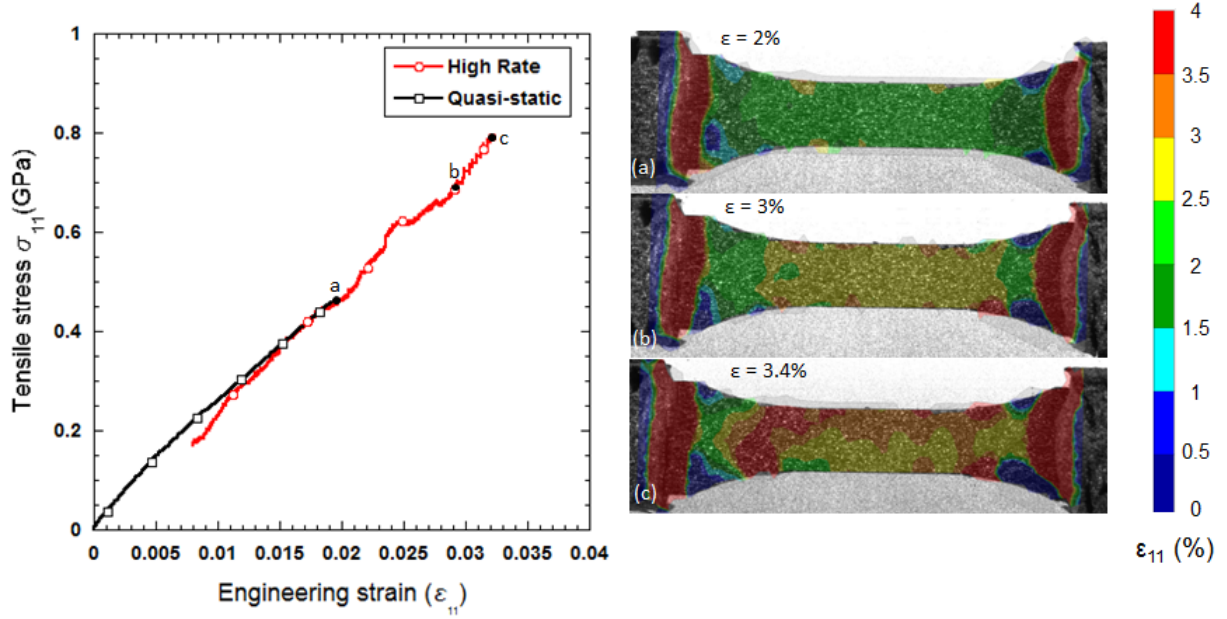 1
0.8
0.6
0.4
0.2
0
0
0.005
0.01
0.015
0.02
0.025
0.03
0.035
0.04
Tensile stress σ11(GPa)
Engineering strain (ε11)
High Rate
Quasi-static
a
b
c
ε = 2%
(a)
ε = 3%
(b)
ε = 3.4%
(c)
4
3.5
3
2.5
2
1.5
1
0.5
0
ε11 (%)